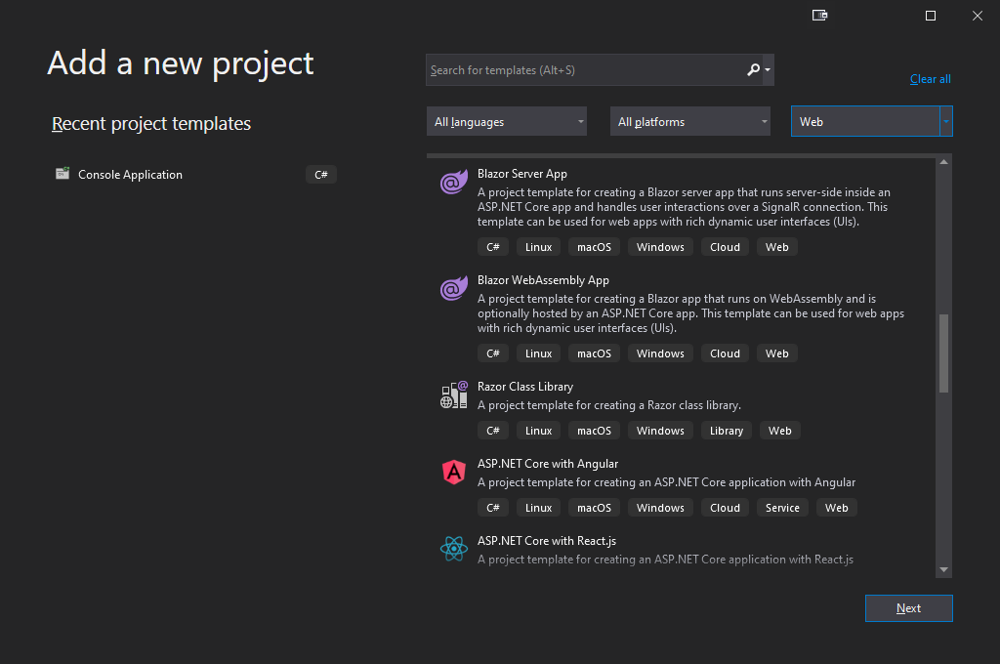 Add a new project
Search for templates (Alt+S)
Clear all
Recent project templates
All languages
All platforms
Web
Console Application
C#
Blazor Server App
A project template for creating a Blazor server app that runs server-side inside an
ASP.NET Core app and handles user interactions over a SignalR connection. This
template can be used for web apps with rich dynamic user interfaces (UIs).
C# Linux macOS Windows Cloud Web
Blazor WebAssembly App
A project template for creating a Blazor app that runs on WebAssembly and is
optionally hosted by an ASP.NET Core app. This template can be used for web apps
with rich dynamic user interfaces (UIs).
C# Linux macOS Windows Cloud Web
Razor Class Library
A project template for creating a Razor class library.
C# Linux macOS Windows Library Web
ASP.NET Core with Angular
A project template for creating an ASP.NET Core application with Angular
C# Linux macOS Windows Cloud Service Web
ASP.NET Core with React.js
A project template for creating an ASP.NET Core application with React.js
Next